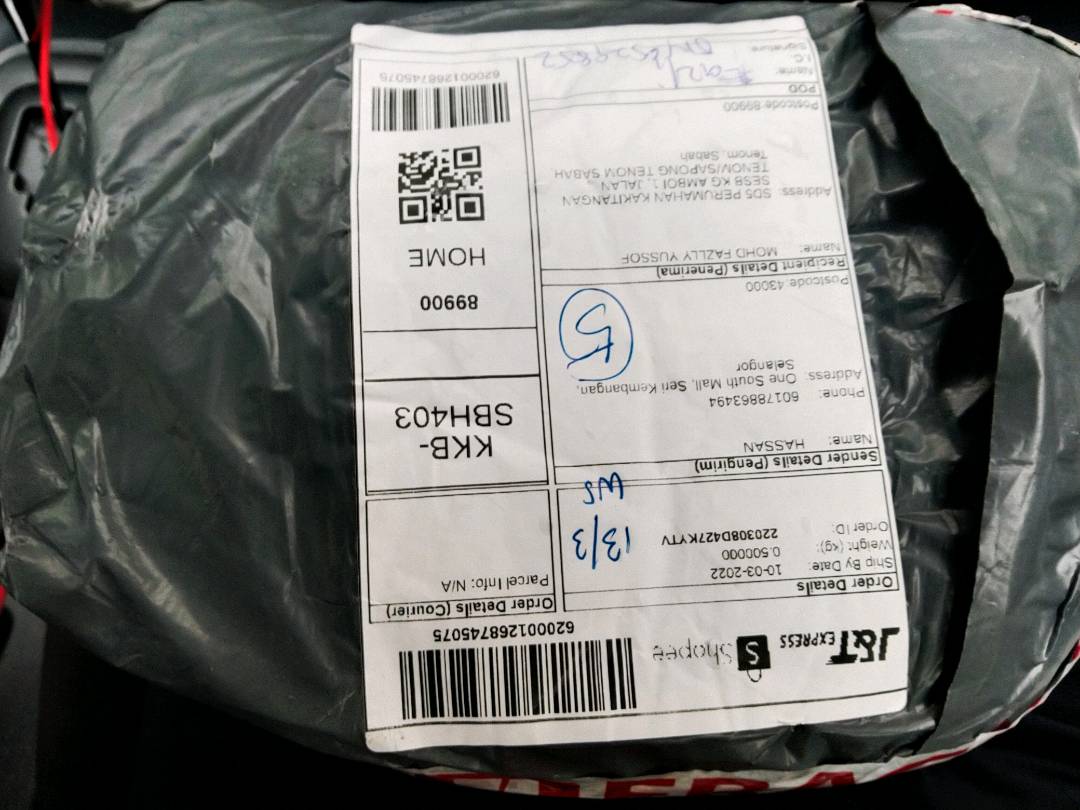 J&T EXPRESS
Shopee
620001268745075
Order Details
Ship By Date: 10-03-2022
Weight (kg): 0.500000
Order ID: 220308D427KYTV
13/3
WS
Order Details (Courier)
Parcel Info: N/A
Sender Details (Pengirim)
Name: HASSAN
Phone: 60178863494
Address: One South Mall, Seri Kembangan,
Selangor
Postcode:43000
5
KKB-
SBH403
Recipient Details (Penerima)
Name: MOHD FAZLLY YUSSOF
Address: SD5 PERUMAHAN KAKITANGAN
SESB KG AMBOI, 1, JALAN
TENOM/SAPONG TENOM SABAH
Tenom, Sabah
Postcode:89900
89900
HOME
POD
Name:
I.C.:
Signature:
620001268745075